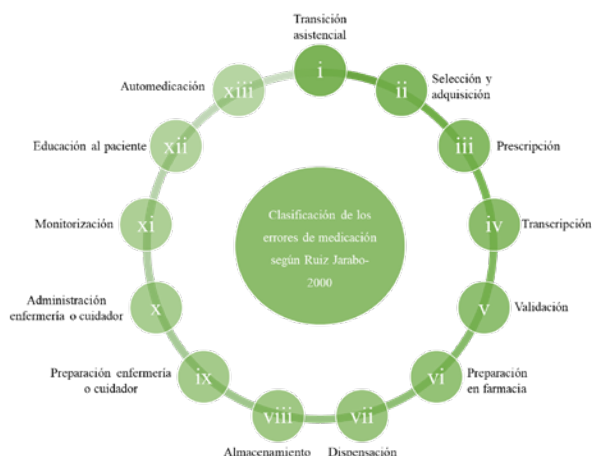 Transición
asistencial
i
ii
Selección y
adquisición
iii
Prescripción
iv
Transcripción
v
Validación
vi
Preparación
en farmacia
vii
Dispensación
viii
Almacenamiento
ix
Preparación enfermería
o cuidador
x
Administración
enfermería o cuidador
xi
Monitorización
xii
Educación al paciente
xiii
Automedicación
Clasificación de los
errores de medicación
según Ruiz Jarabo-
2000